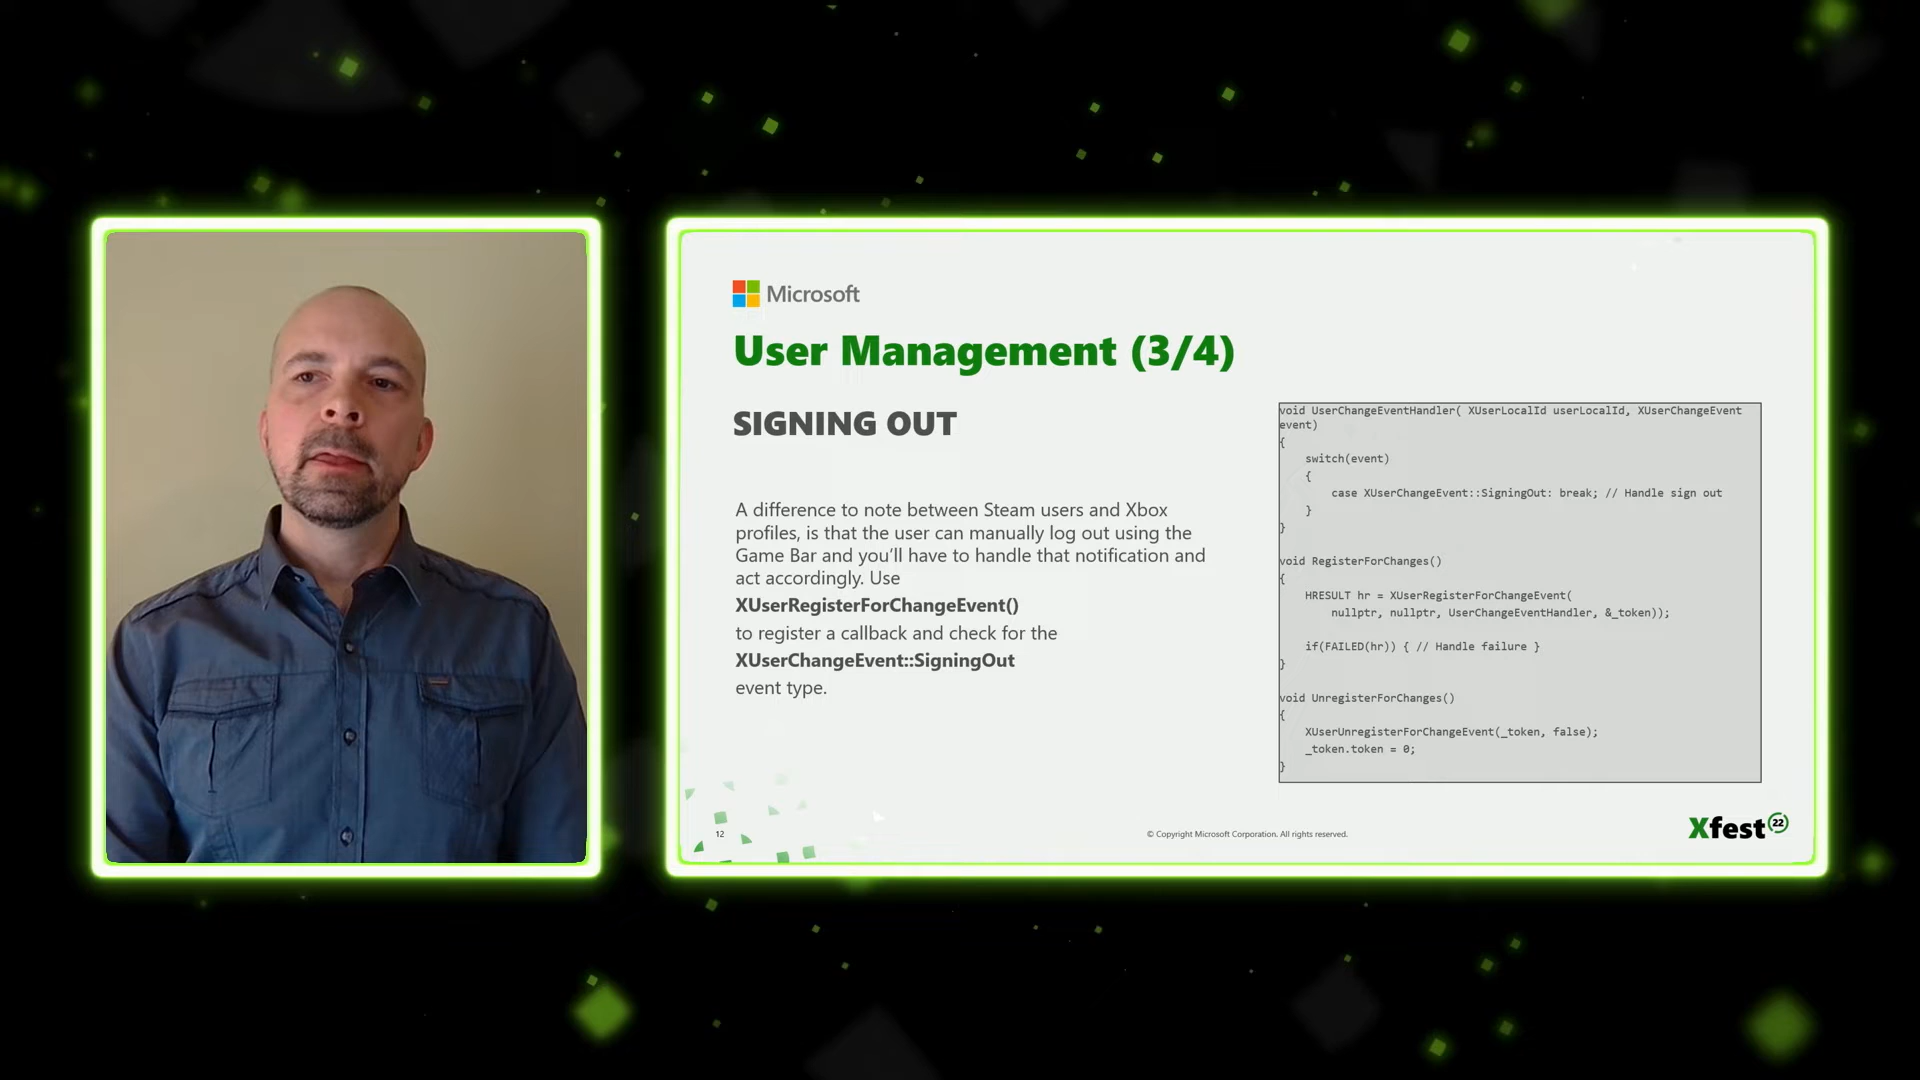 Microsoft
User Management (3/4)
SIGNING OUT
A difference to note between Steam users and Xbox
profiles, is that the user can manually log out using the
Game Bar and you'll have to handle that notification and
act accordingly. Use
XUserRegisterForChangeEvent()
to register a callback and check for the
XUserChangeEvent::SigningOut
event type.
void UserChangeEventHandler( XUserLocalId userLocalId, XUserChangeEvent
event)
{
    switch(event)
    {
        case XUserChangeEvent::SigningOut: break; // Handle sign out
    }
}
void RegisterForChanges()
{
    HRESULT hr = XUserRegisterForChangeEvent(
        nullptr, nullptr, UserChangeEventHandler, &_token));
    if(FAILED(hr)) { // Handle failure }
}
void UnregisterForChanges()
{
    XUserUnregisterForChangeEvent(_token, false);
    _token.token = 0;
}
12
© Copyright Microsoft Corporation. All rights reserved.
Xfest 22